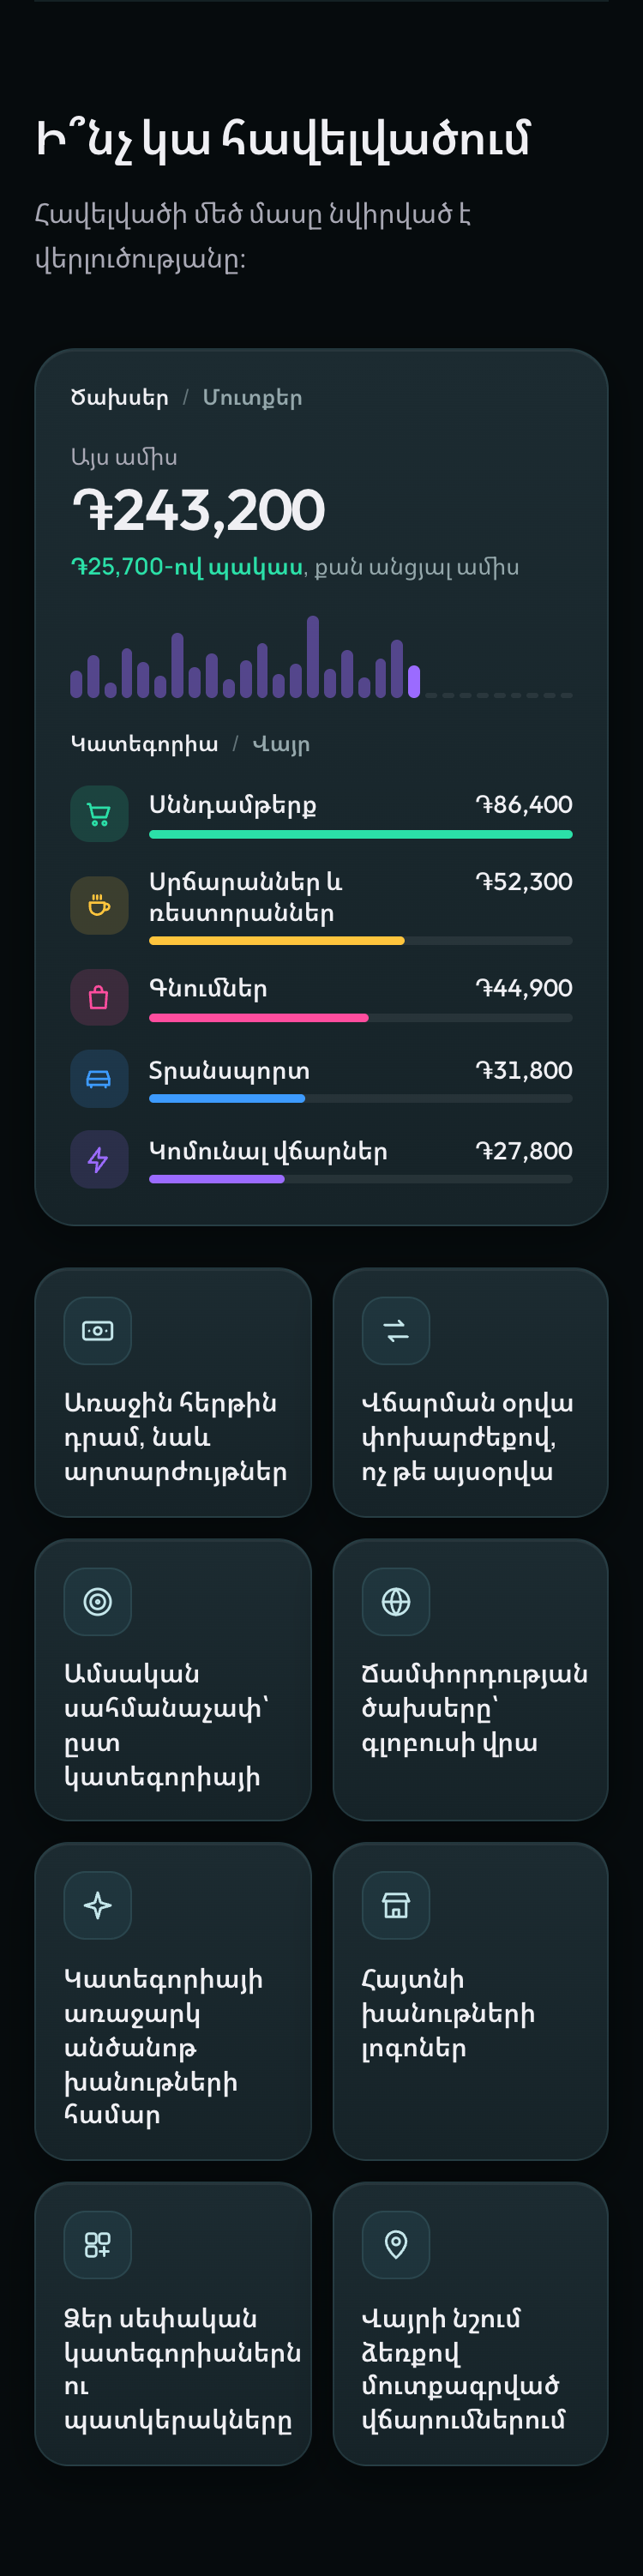 Ի՞նչ կա հավելվածում
Հավելվածի մեծ մասը նվիրված է
վերլուծությանը:
Ծախսեր / Մուտքեր
Այս ամիս
֏243,200
֏25,700-ով պակաս, քան անցյալ ամիս
Կատեգորիա / Վայր
Սննդամթերք ֏86,400
Սրճարաններ և ֏52,300
ռեստորաններ
Գնումներ ֏44,900
Տրանսպորտ ֏31,800
Կոմունալ վճարներ ֏27,800
Առաջին հերթին
դրամ, նաև
արտարժույթներ
Վճարման օրվա
փոխարժեքով,
ոչ թե այսօրվա
Ամսական
սահմանաչափ՝
ըստ
կատեգորիայի
Ճամփորդության
ծախսերը՝
գլոբուսի վրա
Կատեգորիայի
առաջարկ
անծանոթ
խանութների
համար
Հայտնի
խանութների
լոգոներ
Ձեր սեփական
կատեգորիաներն
ու
պատկերակները
Վայրի նշում
ձեռքով
մուտքագրված
վճարումներում